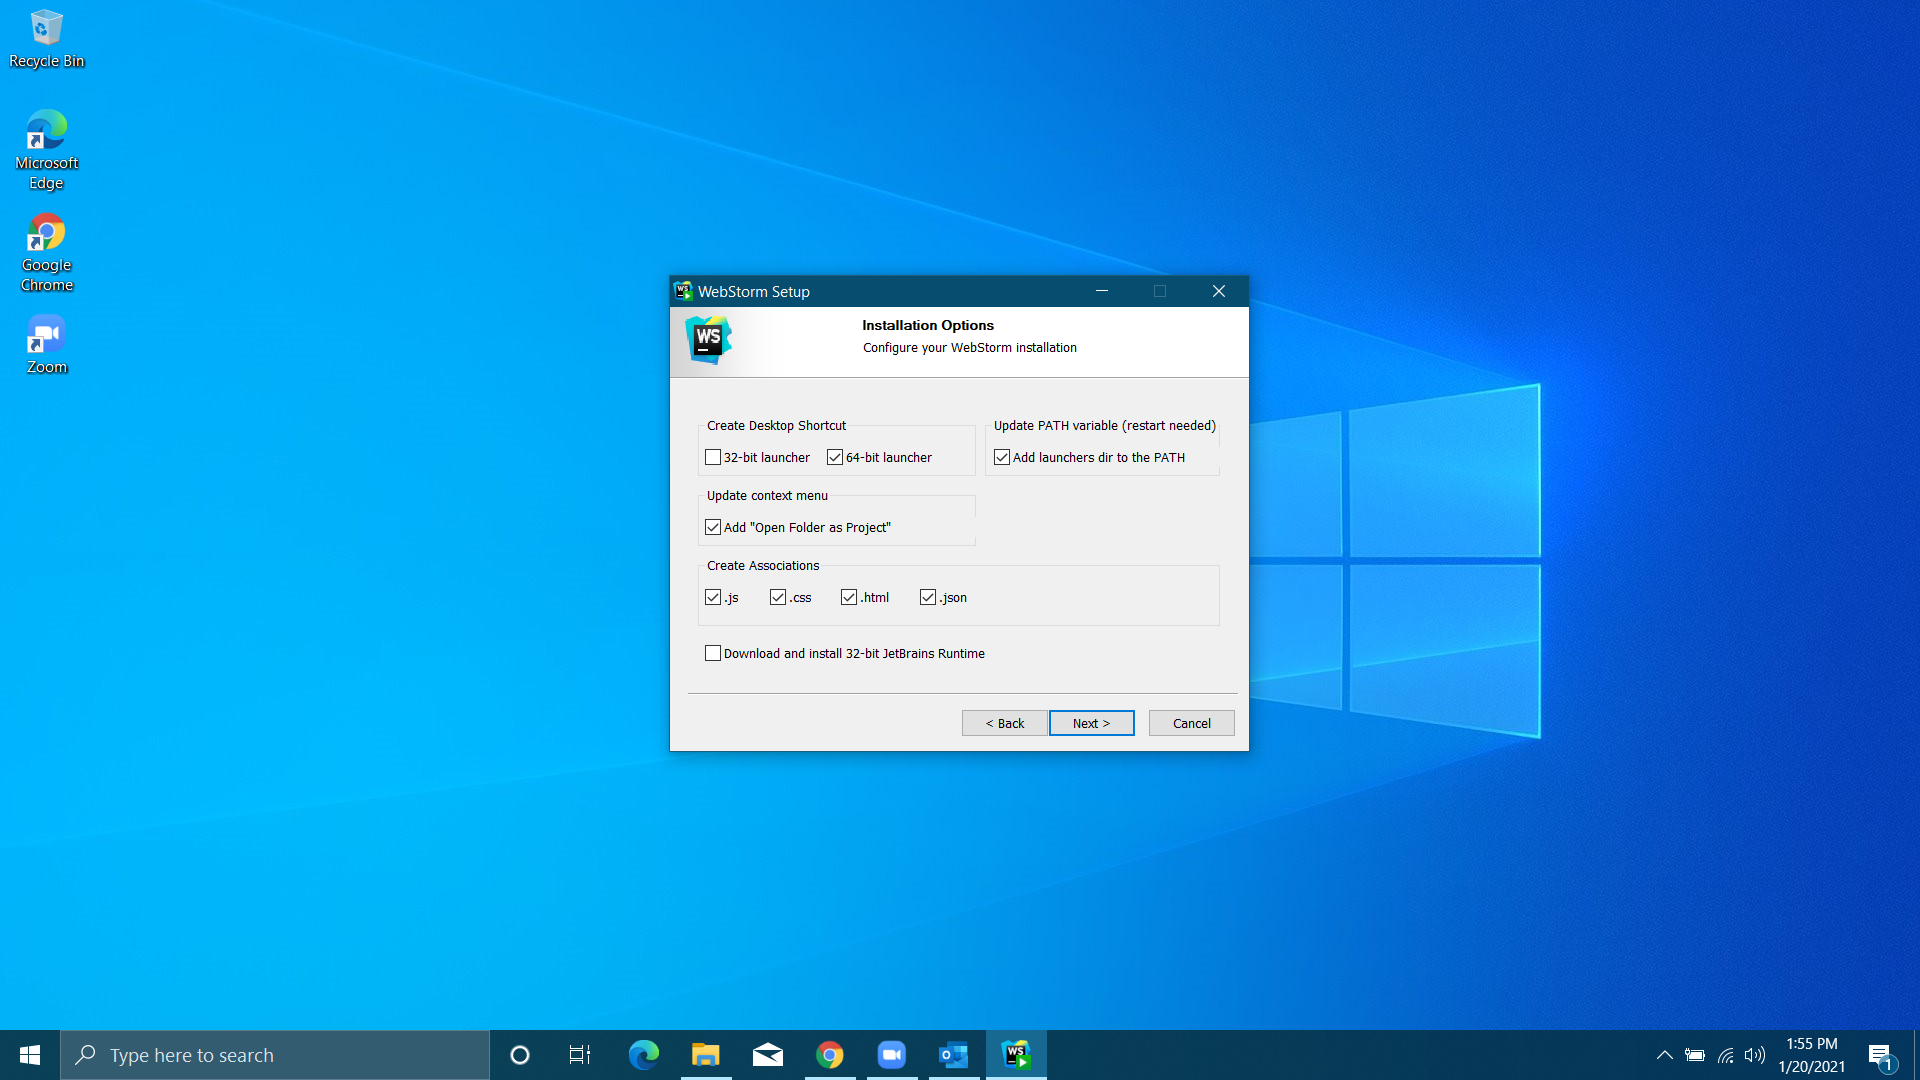 Recycle Bin
Microsoft
Edge
Google
Chrome
Zoom
WS
WebStorm Setup
WS
Installation Options
Configure your WebStorm installation
Create Desktop Shortcut
Update PATH variable (restart needed)
32-bit launcher
64-bit launcher
Add launchers dir to the PATH
Update context menu
Add "Open Folder as Project"
Create Associations
.js
.css
.html
.json
Download and install 32-bit JetBrains Runtime
< Back
Next >
Cancel
Type here to search
WS
1:55 PM
1/20/2021
1